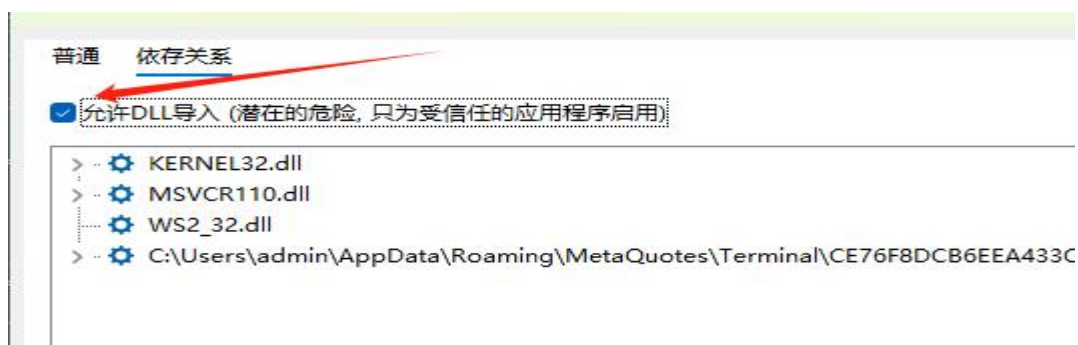 普通 依存关系
允许DLL导入 (潜在的危险, 只为受信任的应用程序启用)
KERNEL32.dll
MSVCR110.dll
WS2_32.dll
C:\Users\admin\AppData\Roaming\MetaQuotes\Terminal\CE76F8DCB6EEA433C